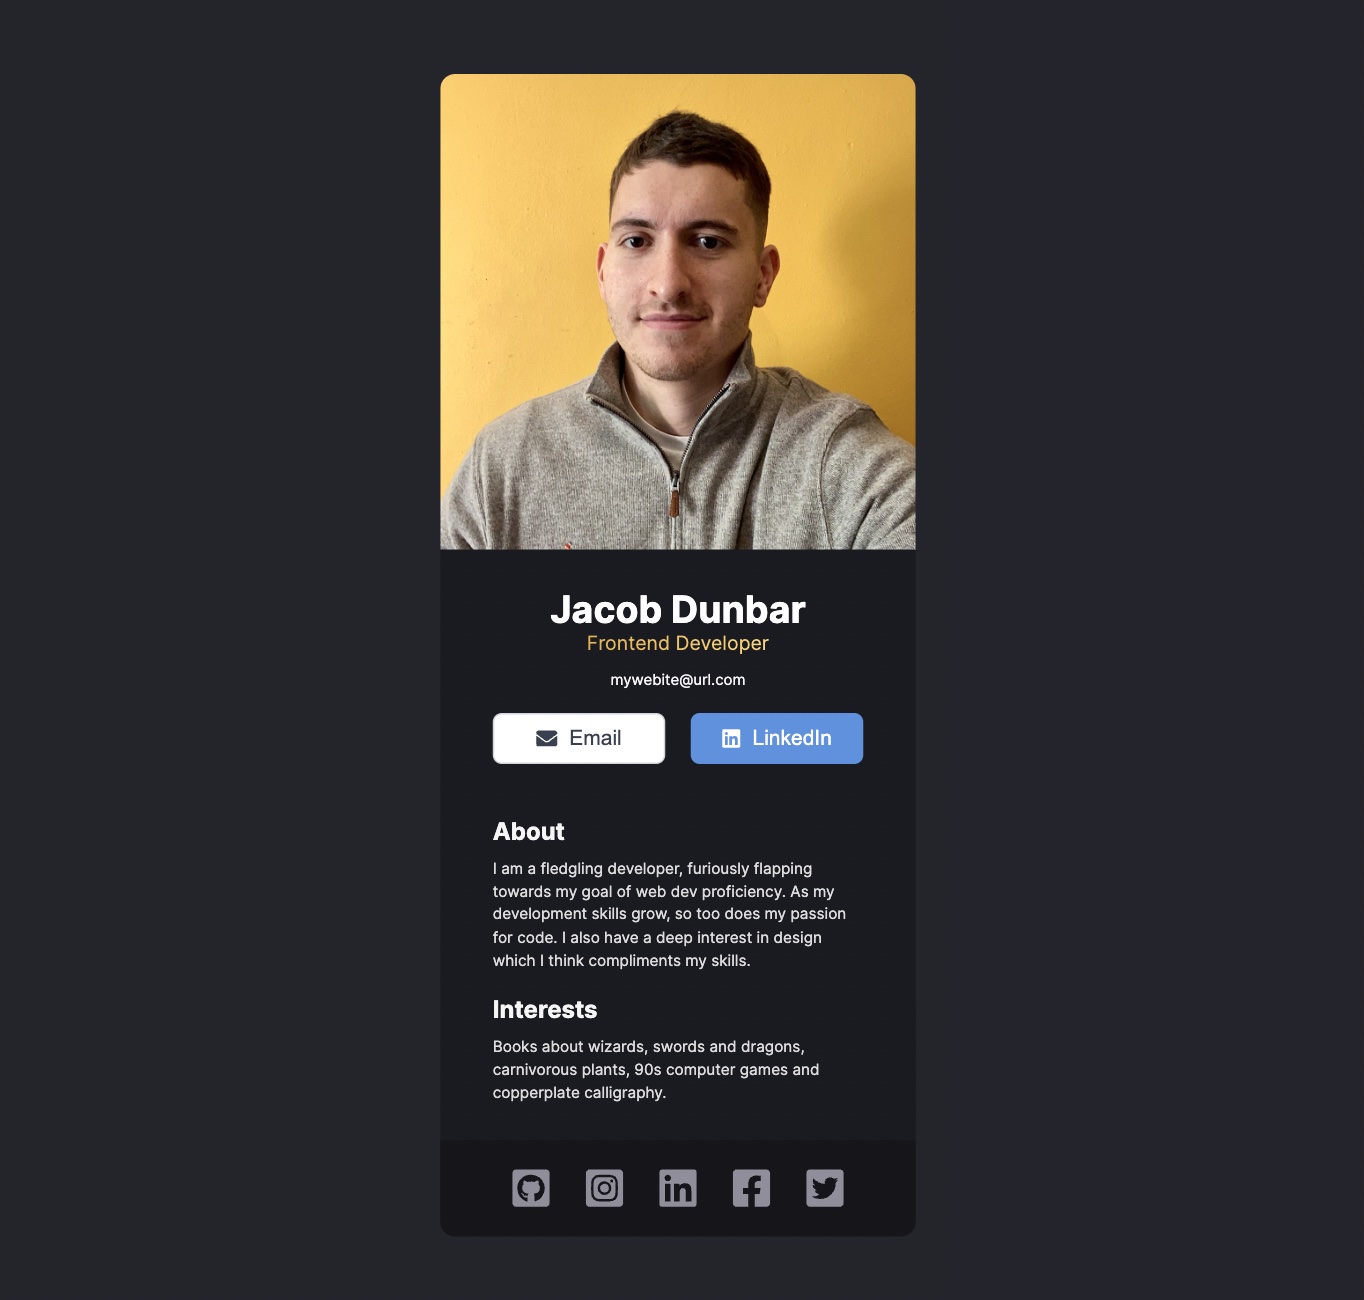 Jacob Dunbar
Frontend Developer
mywebite@url.com
Email
LinkedIn
About
I am a fledgling developer, furiously flapping
towards my goal of web dev proficiency. As my
development skills grow, so too does my passion
for code. I also have a deep interest in design
which I think compliments my skills.
Interests
Books about wizards, swords and dragons,
carnivorous plants, 90s computer games and
copperplate calligraphy.